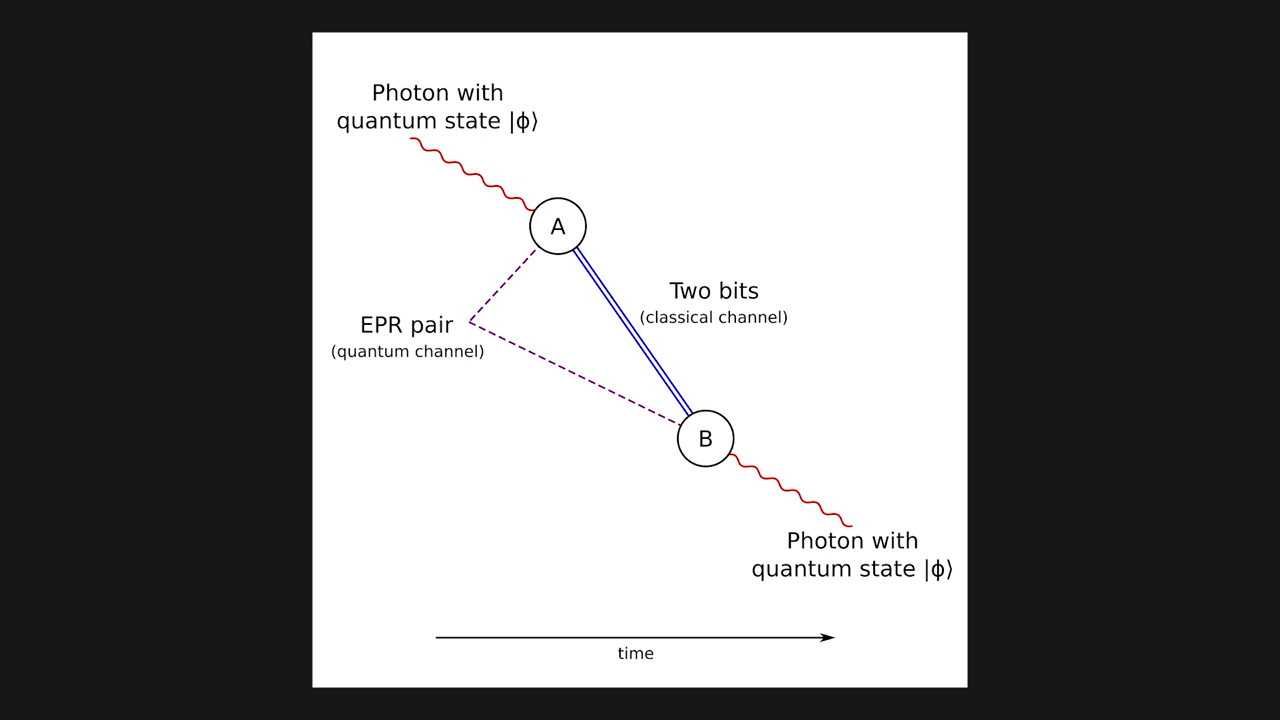 Photon with
quantum state |ϕ⟩
A
Two bits
(classical channel)
EPR pair
(quantum channel)
B
Photon with
quantum state |ϕ⟩
time